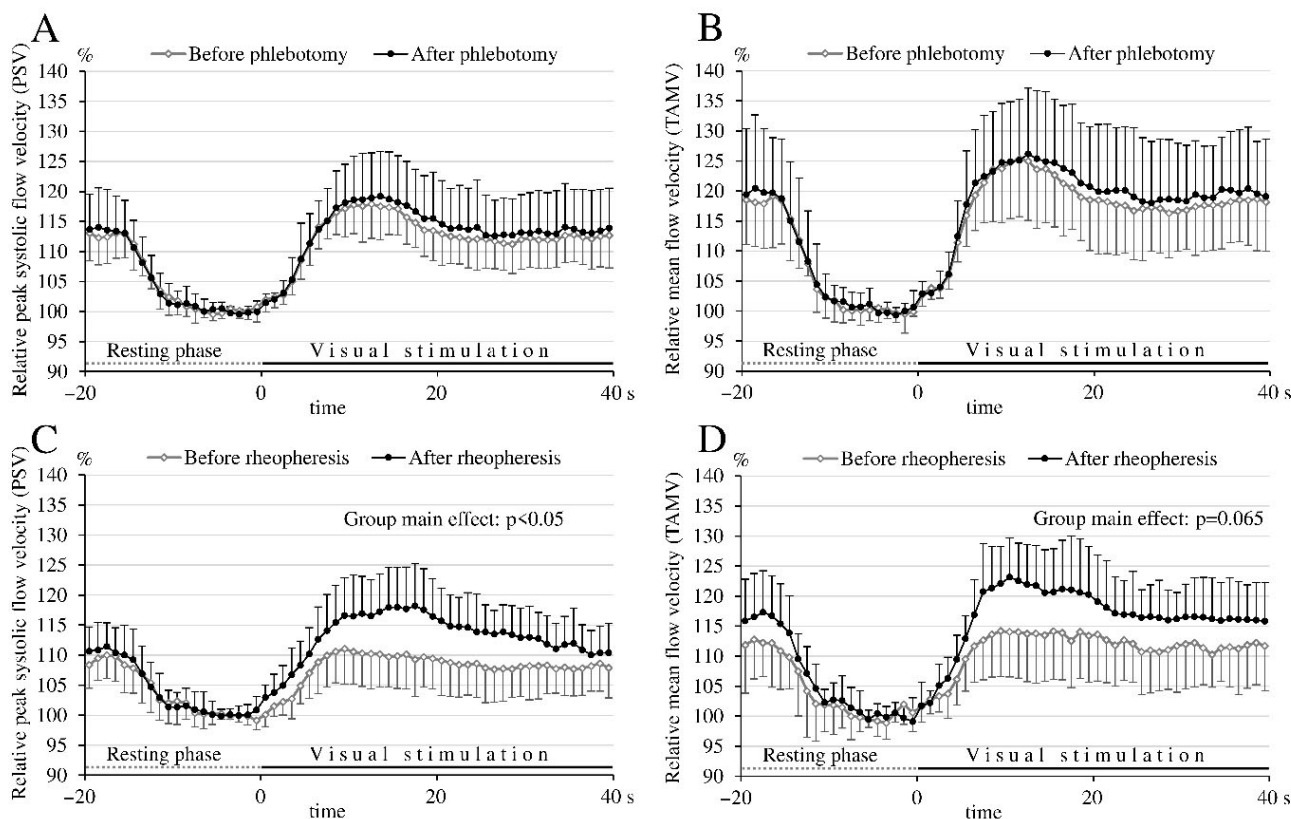 A
Before phlebotomy After phlebotomy
%
Relative peak systolic flow velocity (PSV)
140
135
130
125
120
115
110
105
100
95
90
Resting phase Visual stimulation
−20 0 20 40 s
time
B
Before phlebotomy After phlebotomy
%
Relative mean flow velocity (TAMV)
140
135
130
125
120
115
110
105
100
95
90
Resting phase Visual stimulation
−20 0 20 40 s
time
C
Before rheopheresis After rheopheresis
%
Relative peak systolic flow velocity (PSV)
Group main effect: p<0.05
140
135
130
125
120
115
110
105
100
95
90
Resting phase Visual stimulation
−20 0 20 40 s
time
D
Before rheopheresis After rheopheresis
%
Relative mean flow velocity (TAMV)
Group main effect: p=0.065
140
135
130
125
120
115
110
105
100
95
90
Resting phase Visual stimulation
−20 0 20 40 s
time